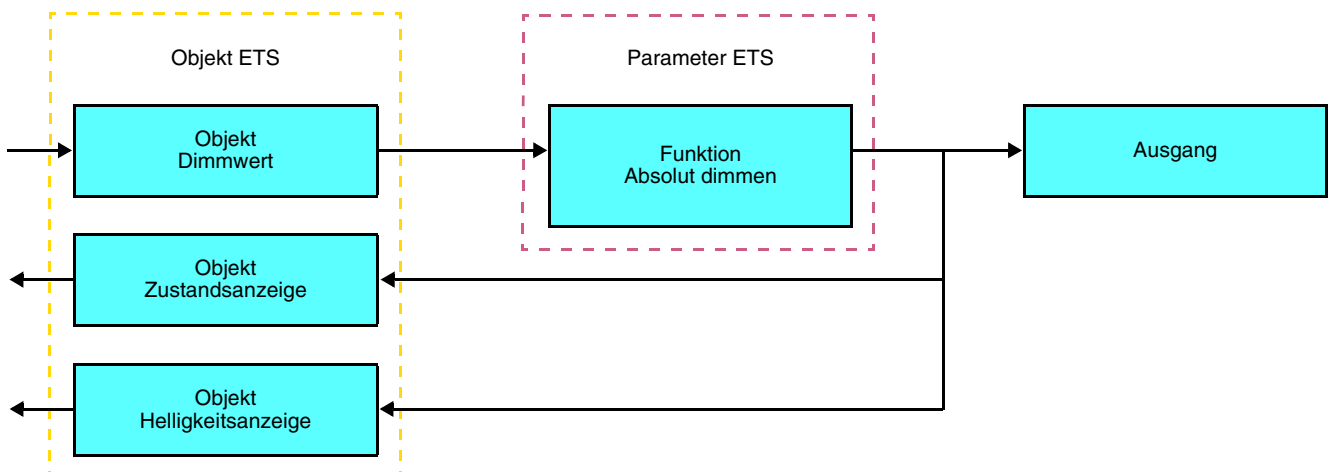 Objekt ETS
Parameter ETS
Objekt
Dimmwert
Funktion
Absolut dimmen
Ausgang
Objekt
Zustandsanzeige
Objekt
Helligkeitsanzeige